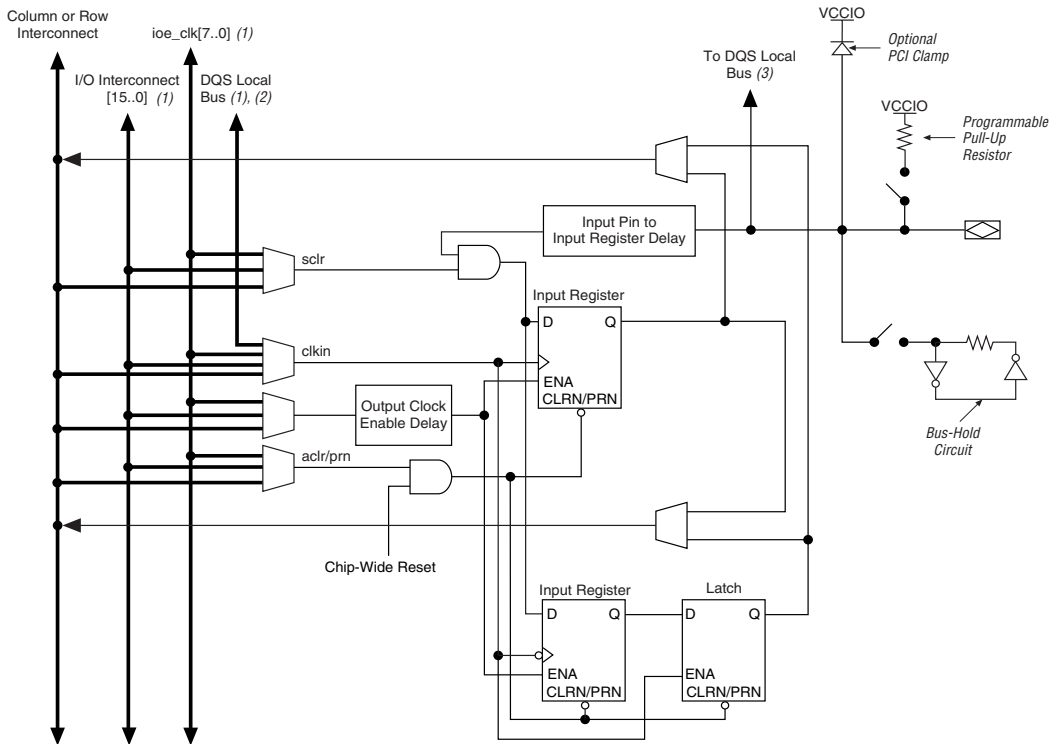 Column or Row
Interconnect
ioe_clk[7..0] (1)
I/O Interconnect
[15..0] (1)
DQS Local
Bus (1), (2)
To DQS Local
Bus (3)
VCCIO
Optional
PCI Clamp
VCCIO
Programmable
Pull-Up
Resistor
Input Pin to
Input Register Delay
sclr
Input Register
D Q
clkin
ENA
CLRN/PRN
Output Clock
Enable Delay
aclr/prn
Bus-Hold
Circuit
Chip-Wide Reset
Input Register
Latch
D Q
D Q
ENA
CLRN/PRN
ENA
CLRN/PRN